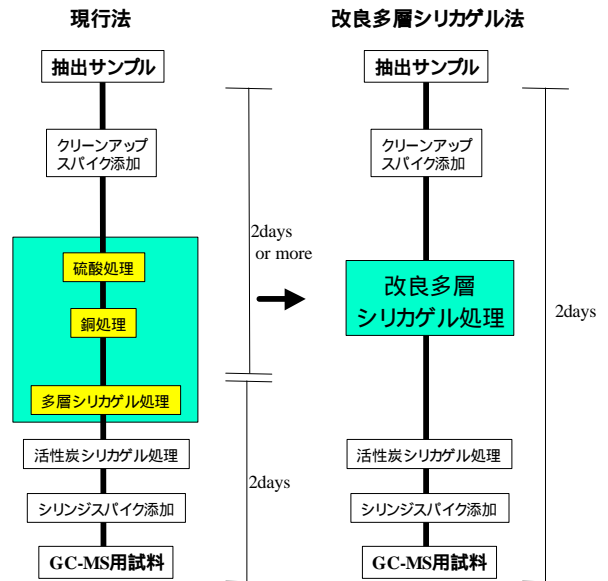 現行法
抽出サンプル
クリーンアップ
スパイク添加
硫酸処理
銅処理
多層シリカゲル処理
活性炭シリカゲル処理
シリンジスパイク添加
GC-MS用試料
2days
or more
2days
改良多層シリカゲル法
抽出サンプル
クリーンアップ
スパイク添加
改良多層
シリカゲル処理
活性炭シリカゲル処理
シリンジスパイク添加
GC-MS用試料
2days